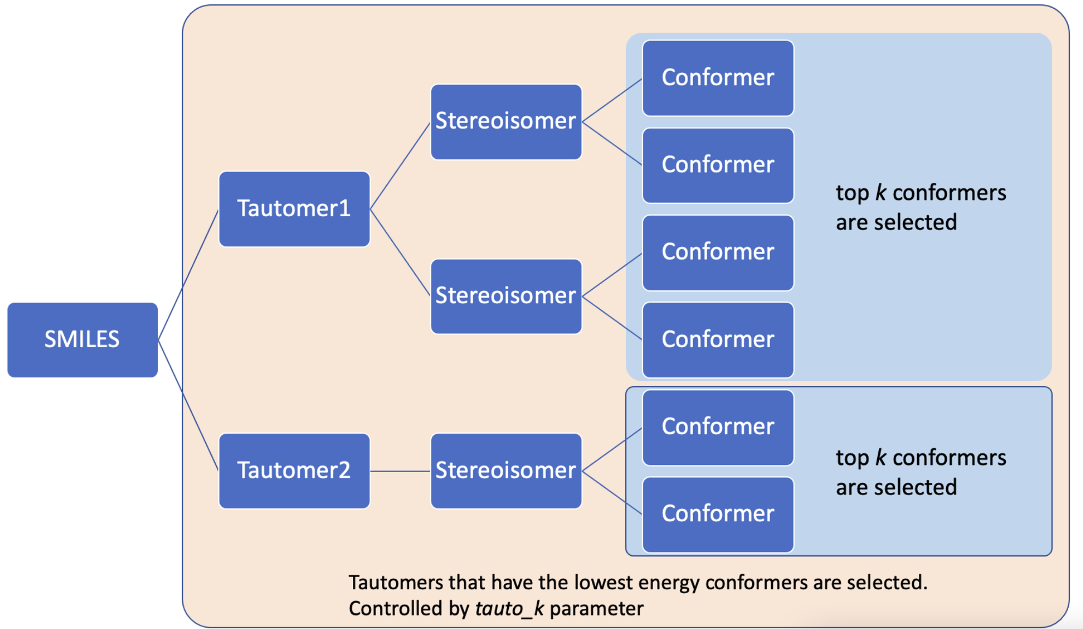 SMILES
Tautomer1
Stereoisomer
Conformer
Conformer
Stereoisomer
Conformer
Conformer
top k conformers
are selected
Tautomer2
Stereoisomer
Conformer
Conformer
top k conformers
are selected
Tautomers that have the lowest energy conformers are selected.
Controlled by tauto_k parameter